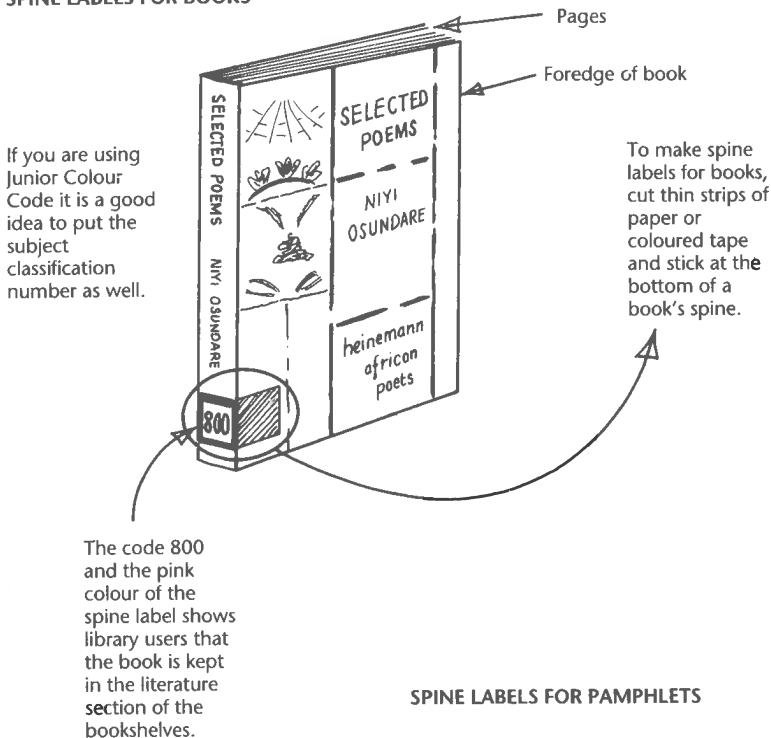 SPINE LABELS FOR BOOKS
Pages
Foredge of book
If you are using
Junior Colour
Code it is a good
idea to put the
subject
classification
number as well.
SELECTED POEMS NIYI OSUNDARE
800
SELECTED
POEMS
NIYI
OSUNDARE
heinemann
african
poets
To make spine
labels for books,
cut thin strips of
paper or
coloured tape
and stick at the
bottom of a
book's spine.
The code 800
and the pink
colour of the
spine label shows
library users that
the book is kept
in the literature
section of the
bookshelves.
SPINE LABELS FOR PAMPHLETS